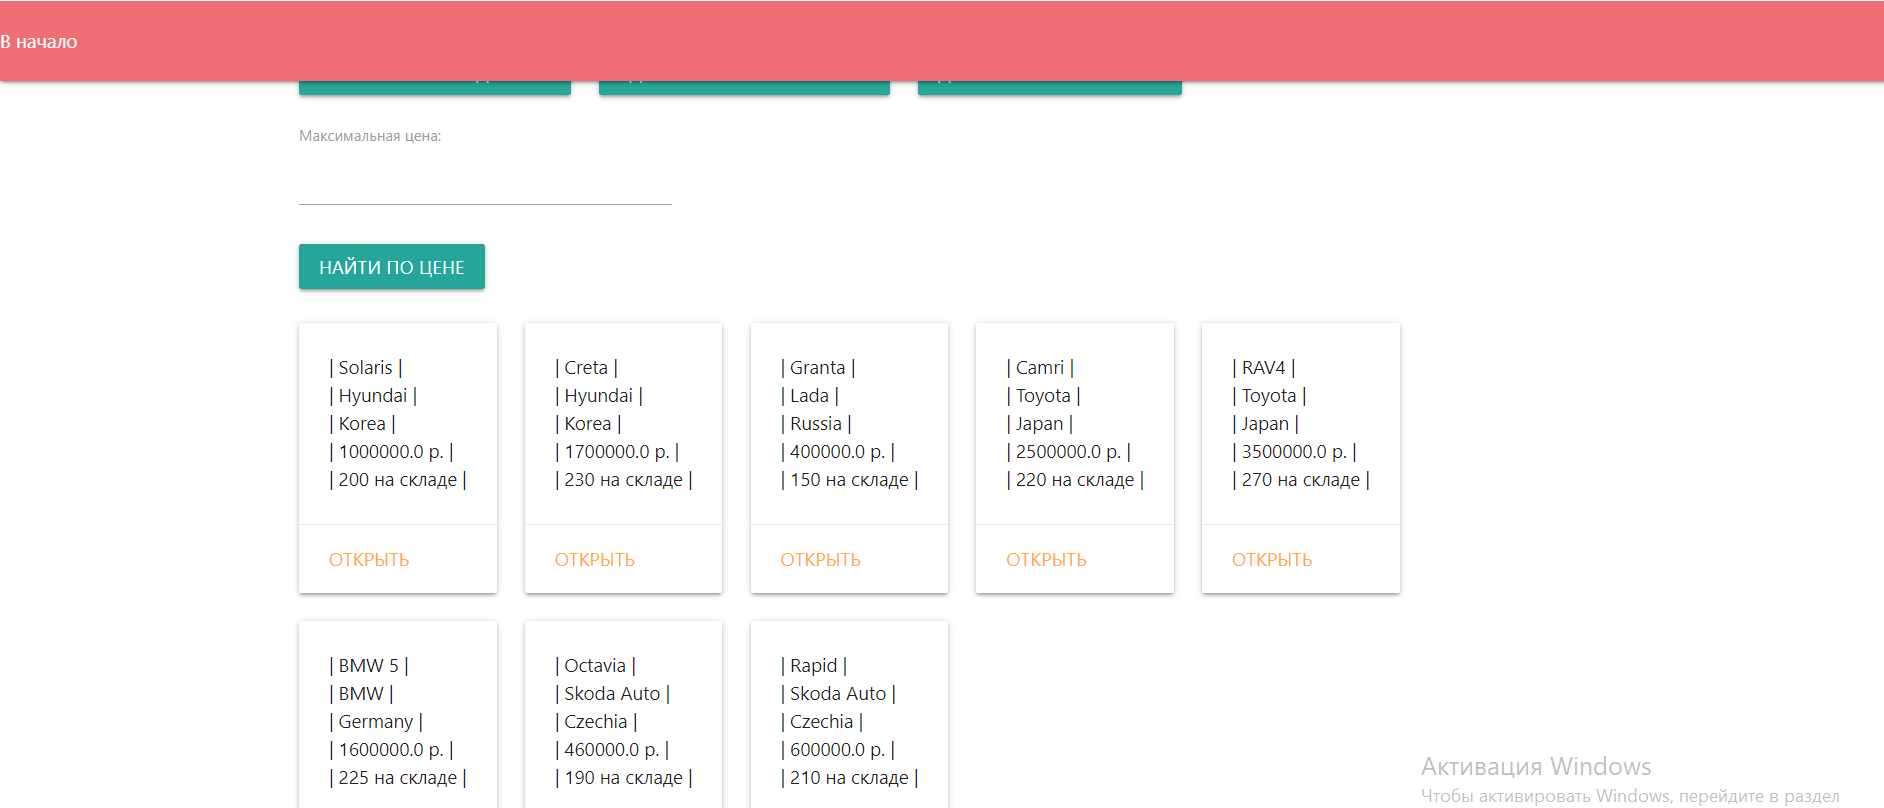 В начало
Максимальная цена:
НАЙТИ ПО ЦЕНЕ
| Solaris |
| Hyundai |
| Korea |
| 1000000.0 р. |
| 200 на складе |
ОТКРЫТЬ
| Creta |
| Hyundai |
| Korea |
| 1700000.0 р. |
| 230 на складе |
ОТКРЫТЬ
| Granta |
| Lada |
| Russia |
| 400000.0 р. |
| 150 на складе |
ОТКРЫТЬ
| Camri |
| Toyota |
| Japan |
| 2500000.0 р. |
| 220 на складе |
ОТКРЫТЬ
| RAV4 |
| Toyota |
| Japan |
| 3500000.0 р. |
| 270 на складе |
ОТКРЫТЬ
| BMW 5 |
| BMW |
| Germany |
| 1600000.0 р. |
| 225 на складе |
| Octavia |
| Skoda Auto |
| Czechia |
| 460000.0 р. |
| 190 на складе |
| Rapid |
| Skoda Auto |
| Czechia |
| 600000.0 р. |
| 210 на складе |
Активация Windows
Чтобы активировать Windows, перейдите в раздел